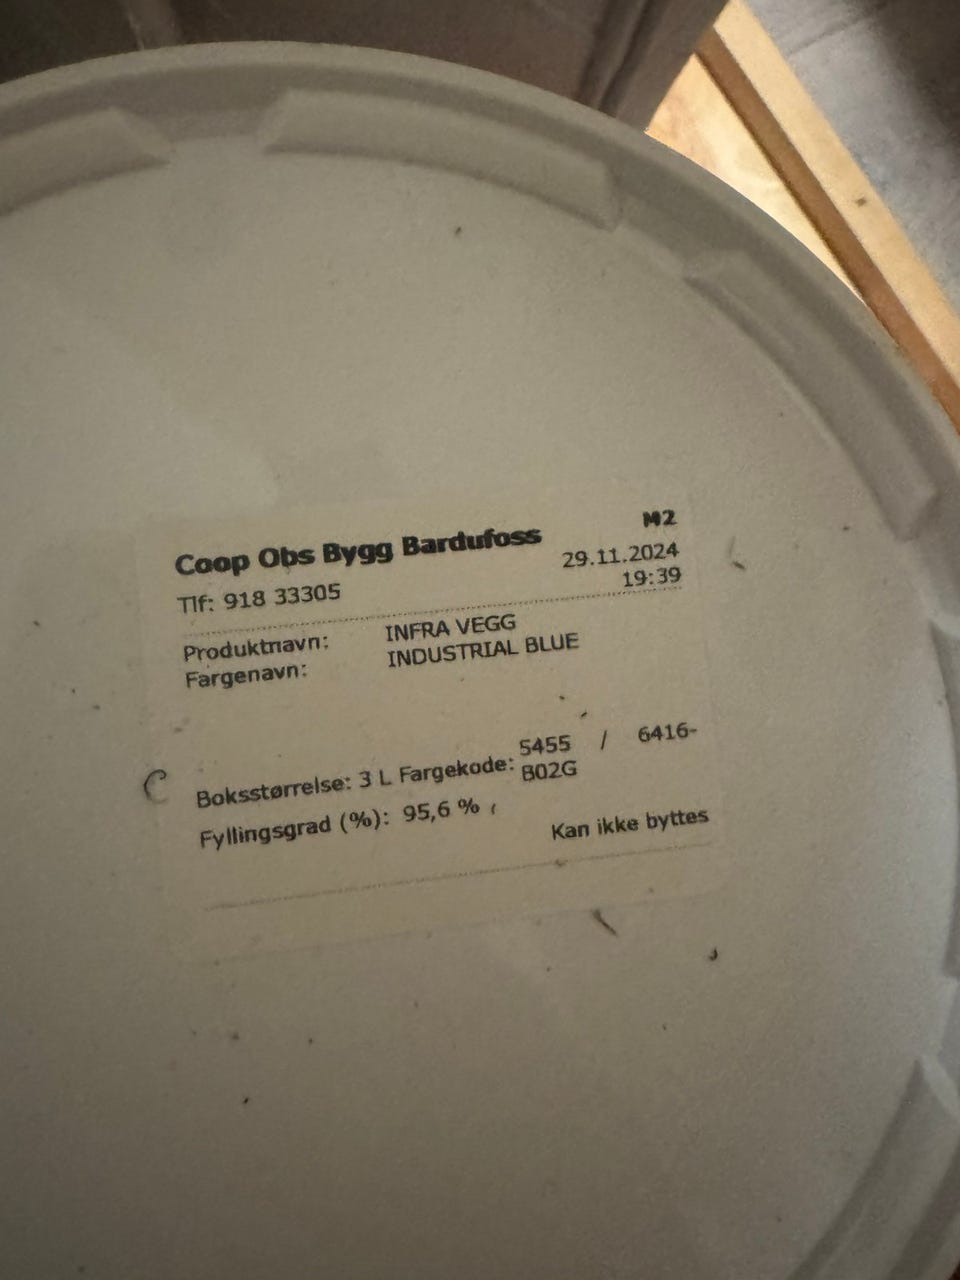 M2
Coop Obs Bygg Bardufoss
29.11.2024
Tlf: 918 33305
19:39
Produktnavn: INFRA VEGG
Fargenavn: INDUSTRIAL BLUE
Boksstørrelse: 3 L Fargekode: 5455 / 6416-
B02G
Fyllingsgrad (%): 95,6 %
Kan ikke byttes